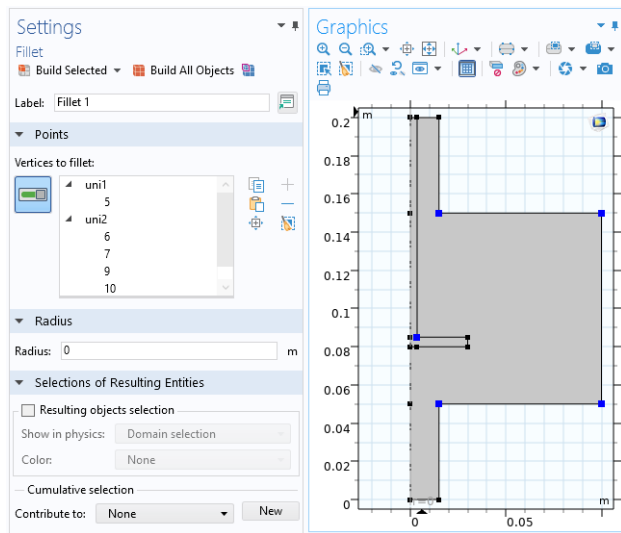 Settings
Fillet
Build Selected
Build All Objects
Label: Fillet 1
Points
Vertices to fillet:
uni1
5
uni2
6
7
9
10
Radius
Radius: 0 m
Selections of Resulting Entities
Resulting objects selection
Show in physics: Domain selection
Color: None
Cumulative selection
Contribute to: None New
Graphics
m
0.2
0.18
0.16
0.14
0.12
0.1
0.08
0.06
0.04
0.02
0
r=0
m
0 0.05